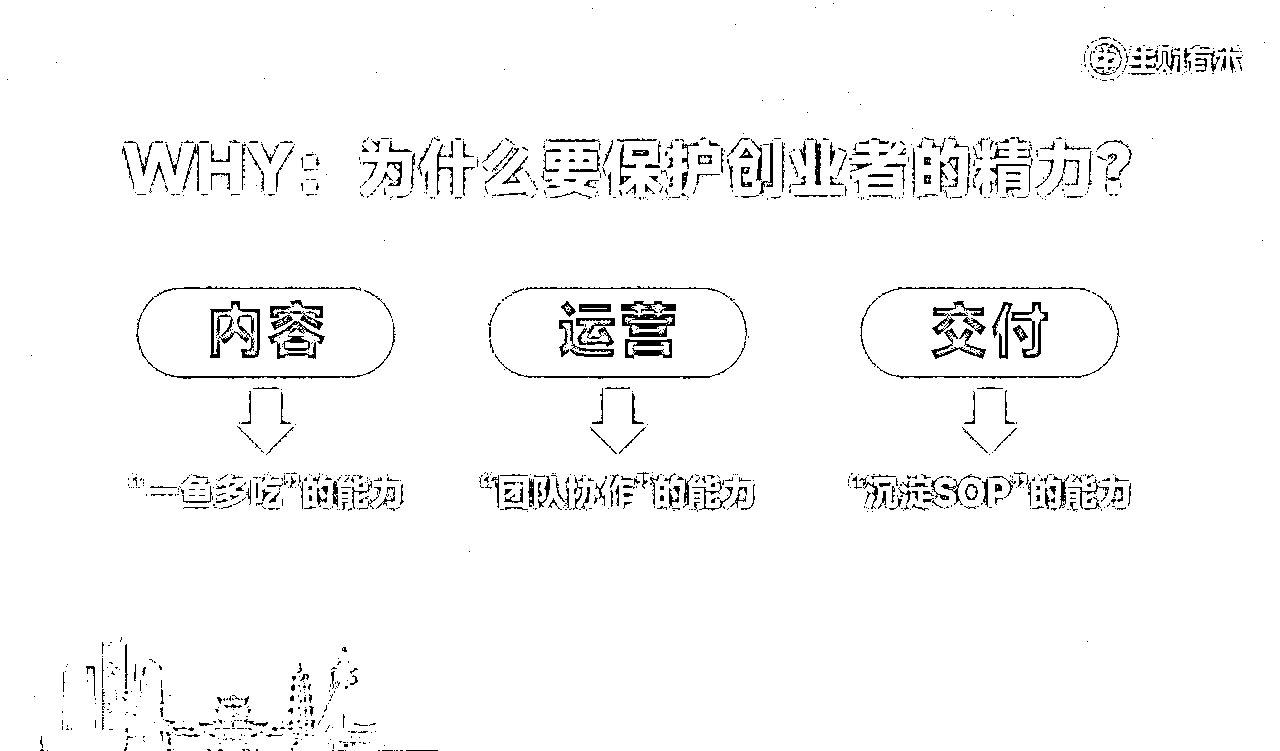 生财有术
WHY：为什么要保护创业者的精力？
内容
运营
交付
“一鱼多吃”的能力
“团队协作”的能力
“沉淀SOP”的能力